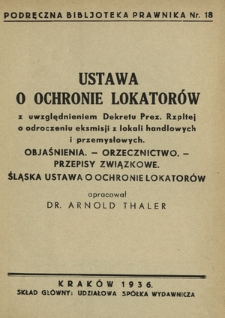 PODRĘCZNA BIBLJOTEKA PRAWNIKA Nr. 18
USTAWA
O OCHRONIE LOKATORÓW
z uwzględnieniem Dekretu Prez. Rzpltej
o odroczeniu eksmisji z lokali handlowych
i przemysłowych.
OBJAŚNIENIA. — ORZECZNICTWO. —
PRZEPISY ZWIĄZKOWE.
ŚLĄSKA USTAWA O OCHRONIE LOKATORÓW
opracował
DR. ARNOLD THALER
KRAKÓW 1936.
SKŁAD GŁÓWNY: UDZIAŁOWA SPÓŁKA WYDAWNICZA